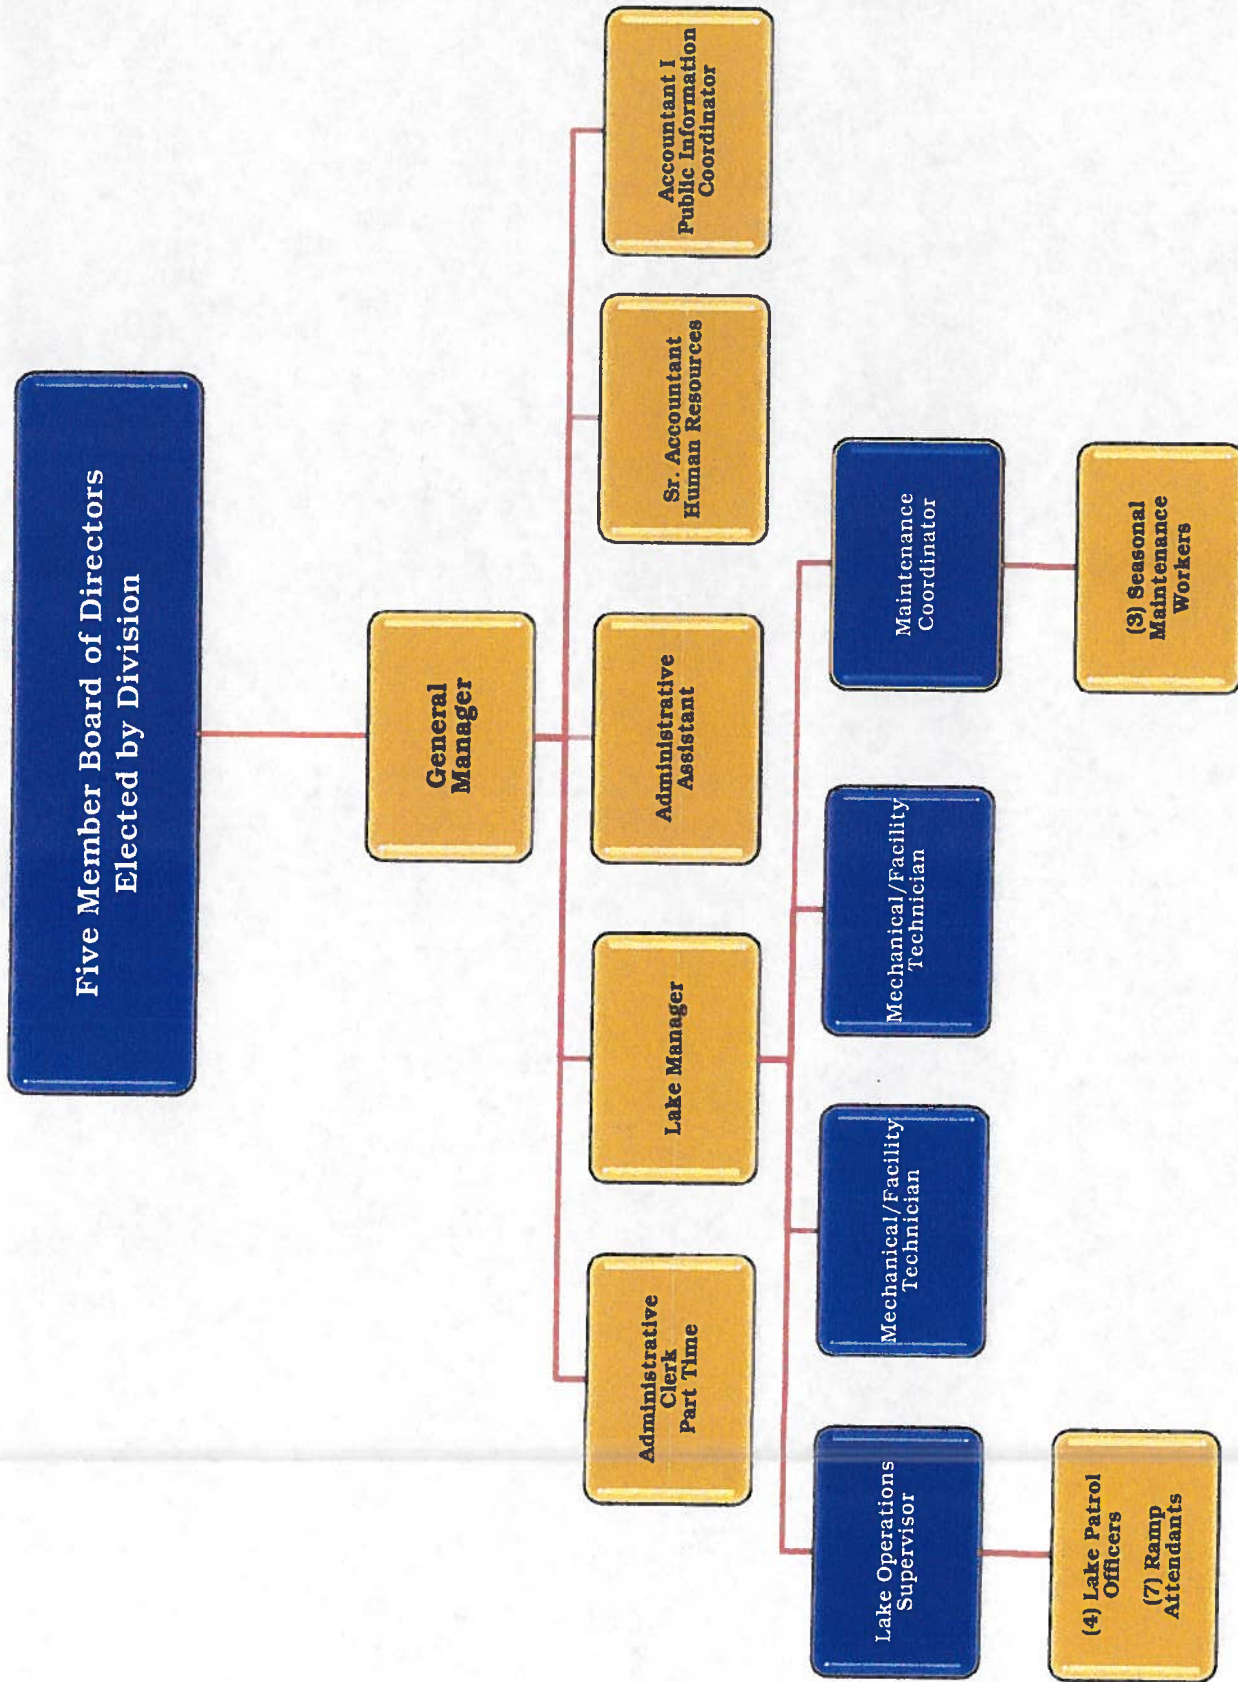 Five Member Board of Directors
Elected by Division
General
Manager
Administrative
Clerk
Part Time
Lake Manager
Administrative
Assistant
Sr. Accountant
Human Resources
Accountant I
Public Information
Coordinator
Lake Operations
Supervisor
Mechanical/Facility
Technician
Mechanical/Facility
Technician
Maintenance
Coordinator
(4) Lake Patrol
Officers
(7) Ramp
Attendants
(3) Seasonal
Maintenance
Workers